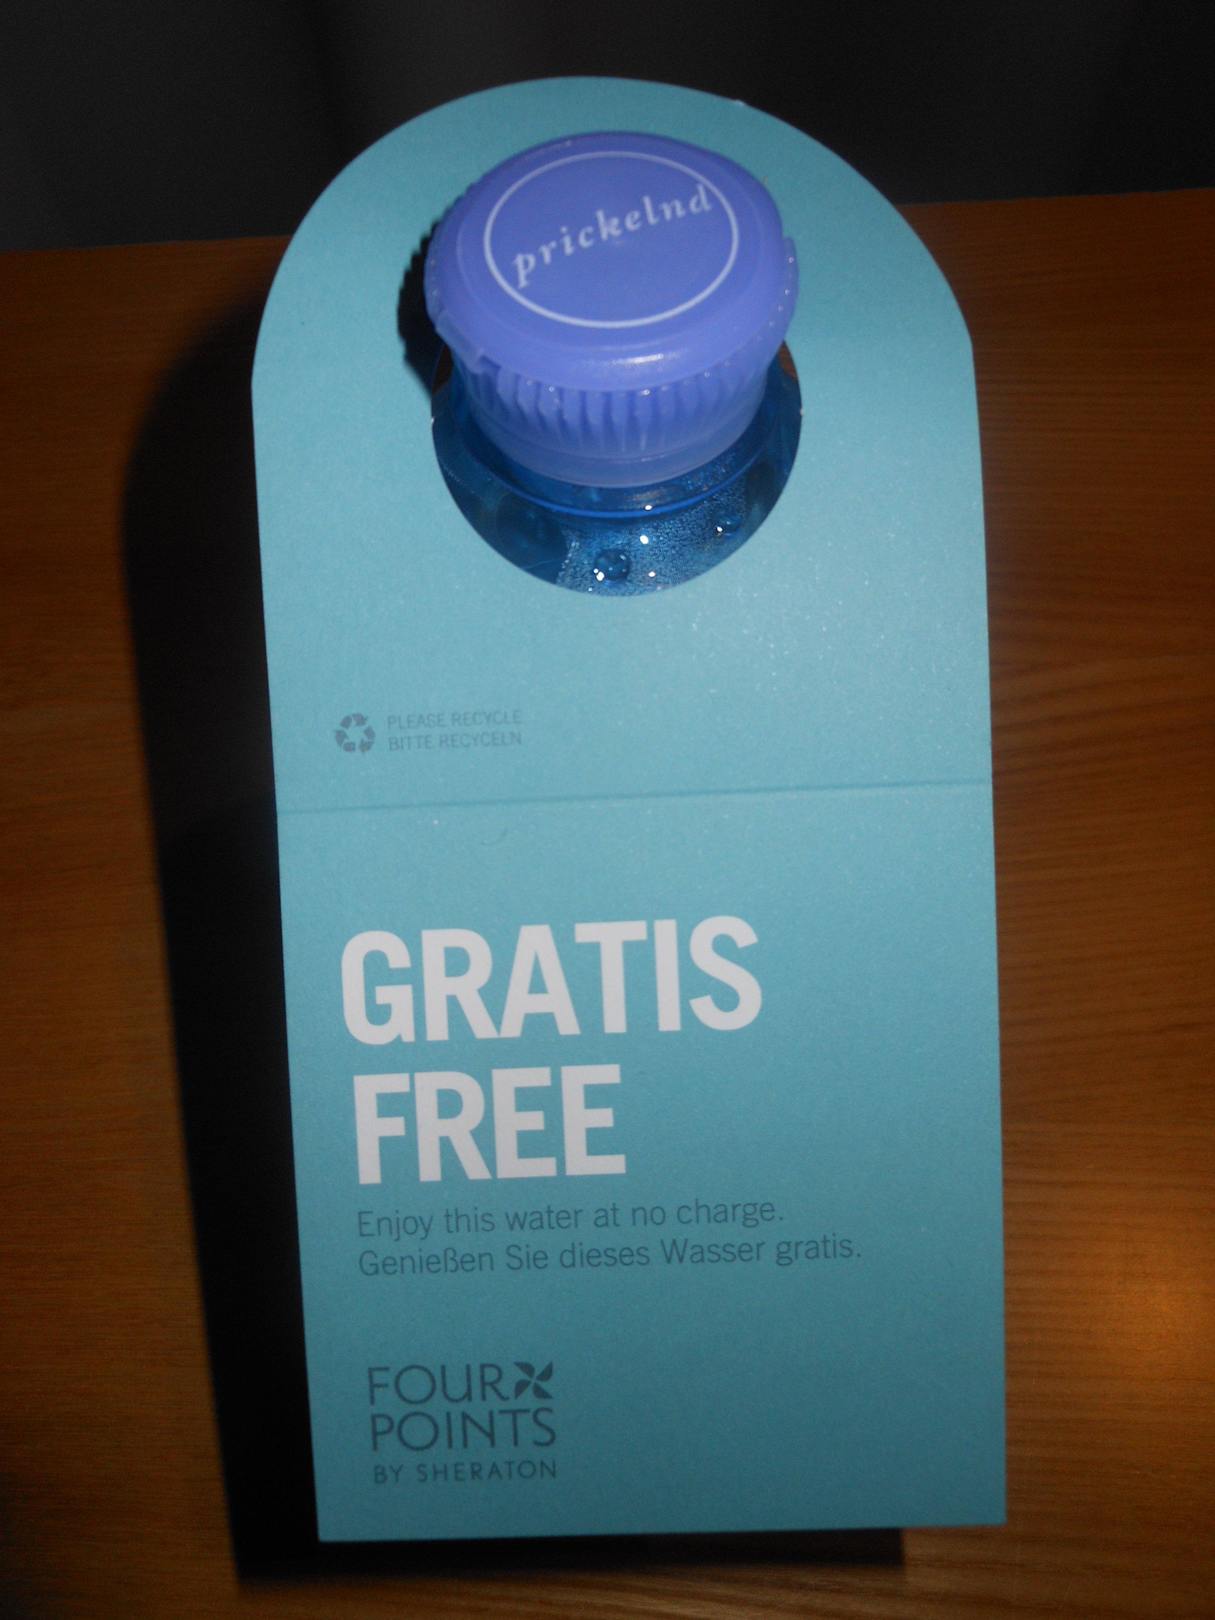 prickelnd
PLEASE RECYCLE
BITTE RECYCELN
GRATIS
FREE
Enjoy this water at no charge.
Genießen Sie dieses Wasser gratis.
FOUR
POINTS
BY SHERATON